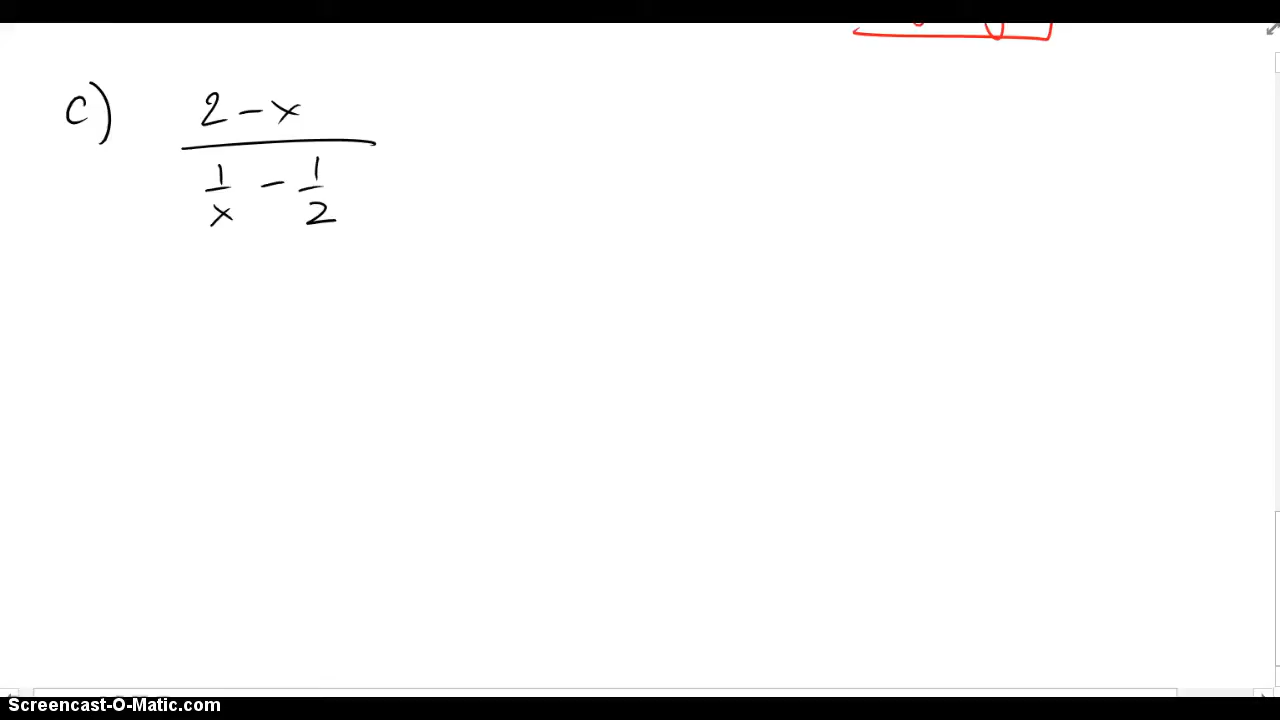 c)
2 - x
1/x - 1/2
Screencast-O-Matic.com